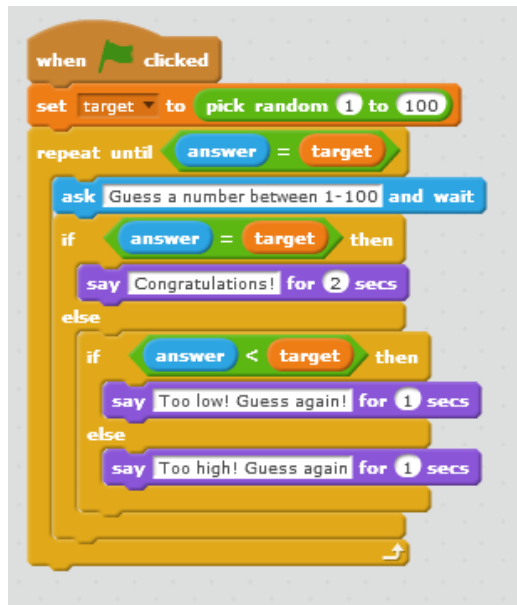 when clicked
set target to pick random 1 to 100
repeat until answer = target
ask Guess a number between 1-100 and wait
if answer = target then
say Congratulations! for 2 secs
else
if answer < target then
say Too low! Guess again! for 1 secs
else
say Too high! Guess again for 1 secs